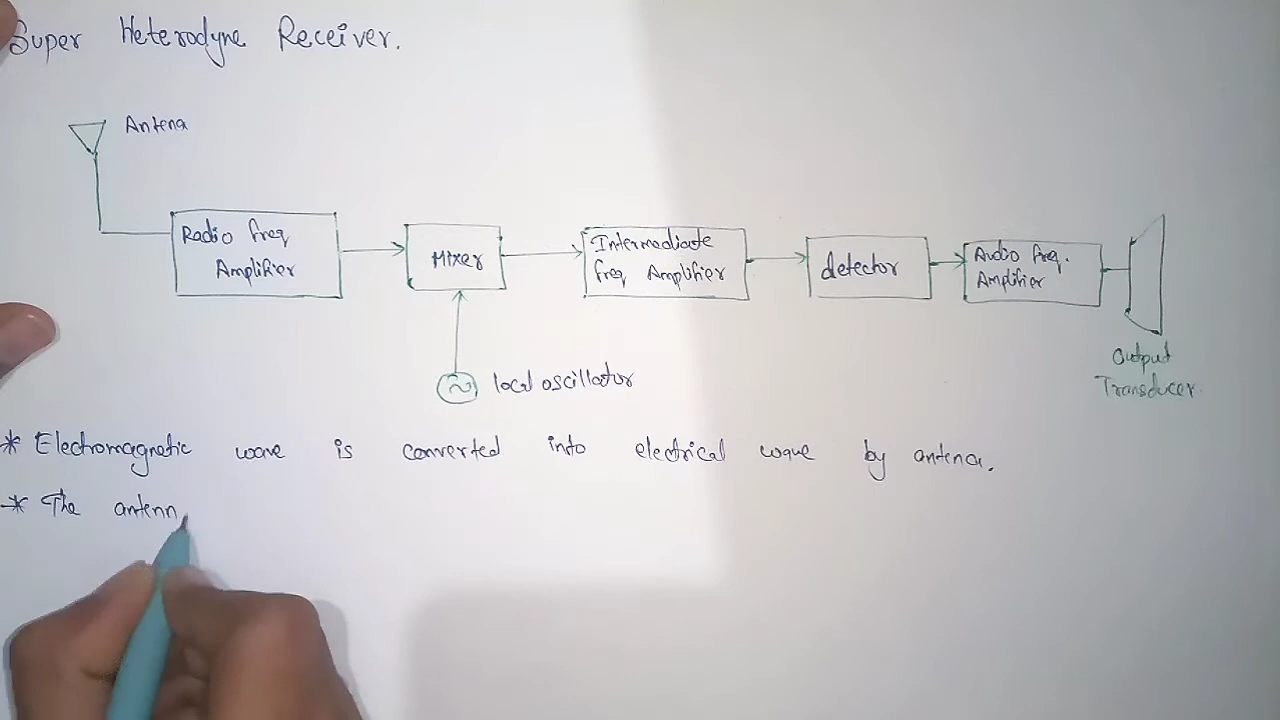 Super Heterodyne Receiver.
Antena
Radio freq
Amplifier
Mixer
Intermediate
freq Amplifier
detector
Audio freq.
Amplifier
Output
Transducer.
local oscillator
* Electromagnetic wave is converted into electrical wave by antena.
* The antenn